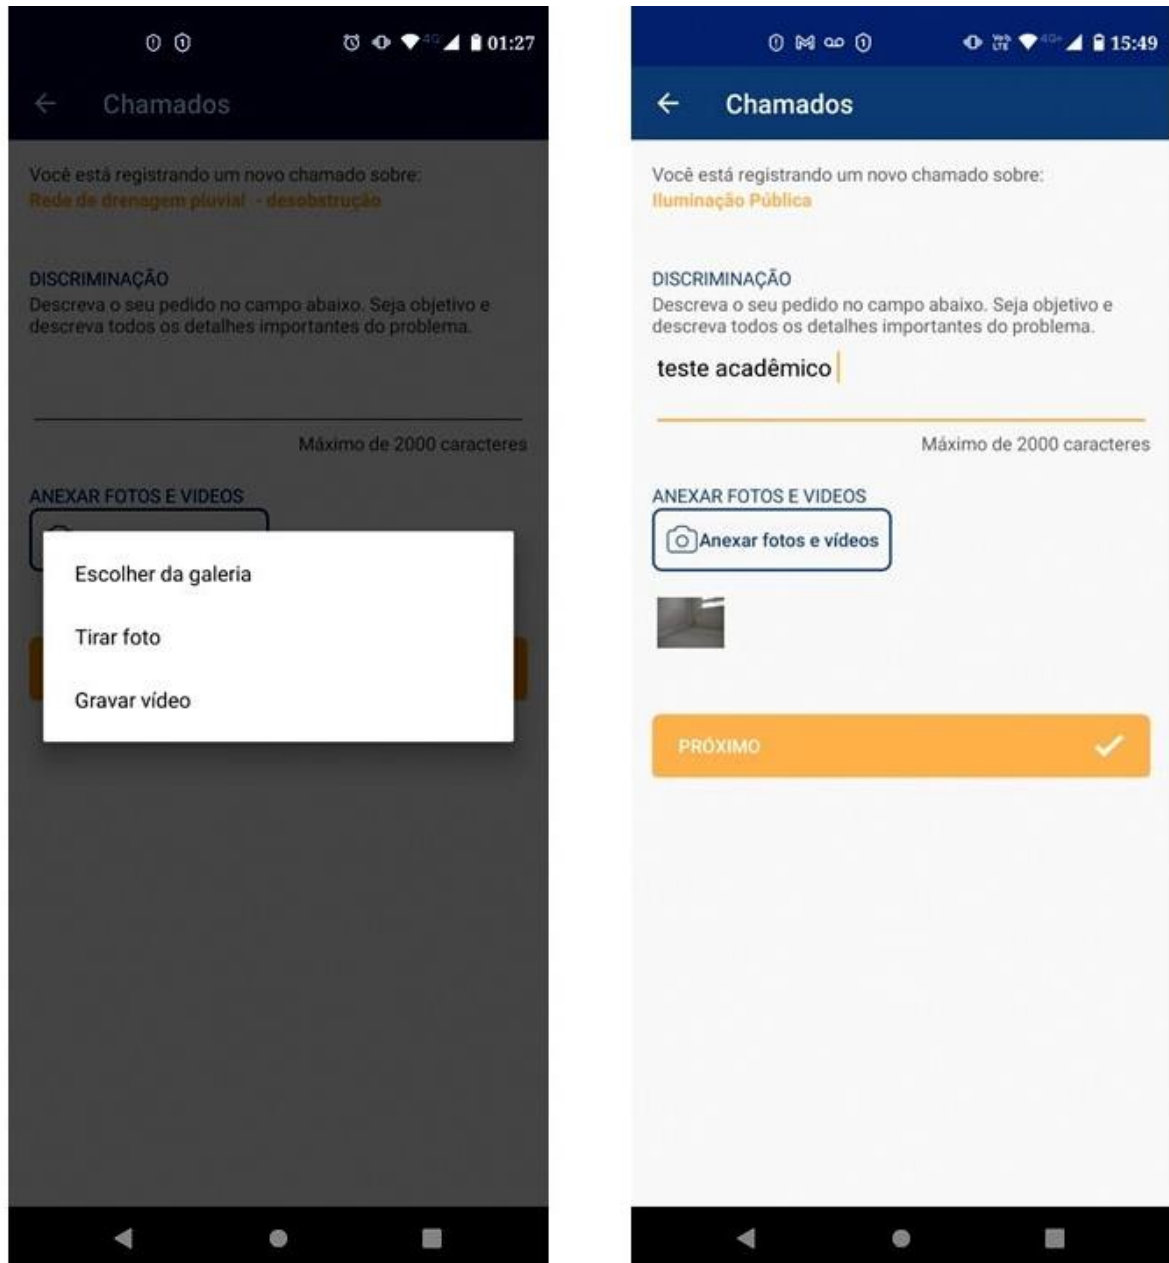 01:27
Chamados
Você está registrando um novo chamado sobre:
Rede de drenagem pluvial - desobstrução
DISCRIMINAÇÃO
Descreva o seu pedido no campo abaixo. Seja objetivo e
descreva todos os detalhes importantes do problema.
Máximo de 2000 caracteres
ANEXAR FOTOS E VIDEOS
Escolher da galeria
Tirar foto
Gravar vídeo
4G+ 15:49
Chamados
Você está registrando um novo chamado sobre:
Iluminação Pública
DISCRIMINAÇÃO
Descreva o seu pedido no campo abaixo. Seja objetivo e
descreva todos os detalhes importantes do problema.
teste acadêmico
Máximo de 2000 caracteres
ANEXAR FOTOS E VIDEOS
Anexar fotos e vídeos
PRÓXIMO